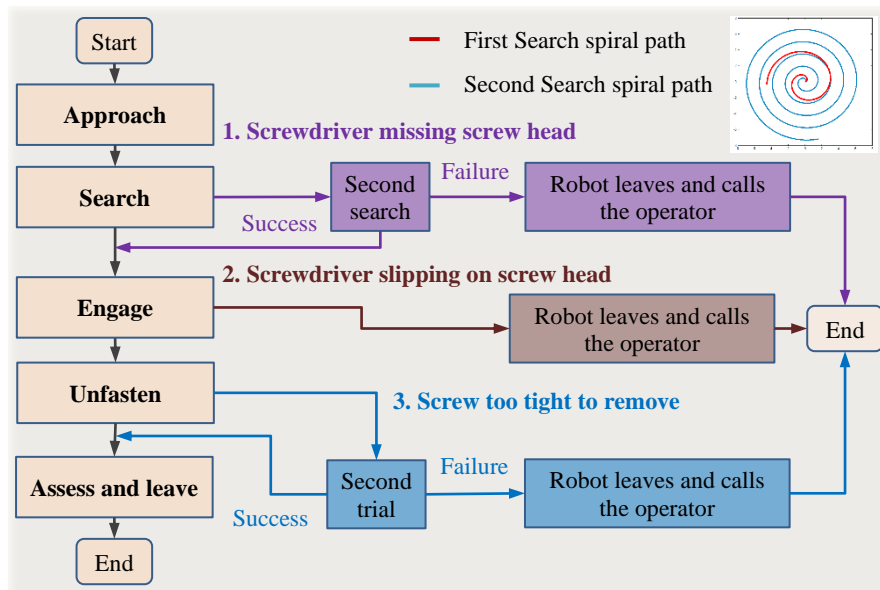 Start
First Search spiral path
Second Search spiral path
Approach
1. Screwdriver missing screw head
Search
Second
search
Failure
Robot leaves and calls
the operator
Success
2. Screwdriver slipping on screw head
Engage
Robot leaves and calls
the operator
End
Unfasten
3. Screw too tight to remove
Assess and leave
Second
trial
Failure
Robot leaves and calls
the operator
Success
End